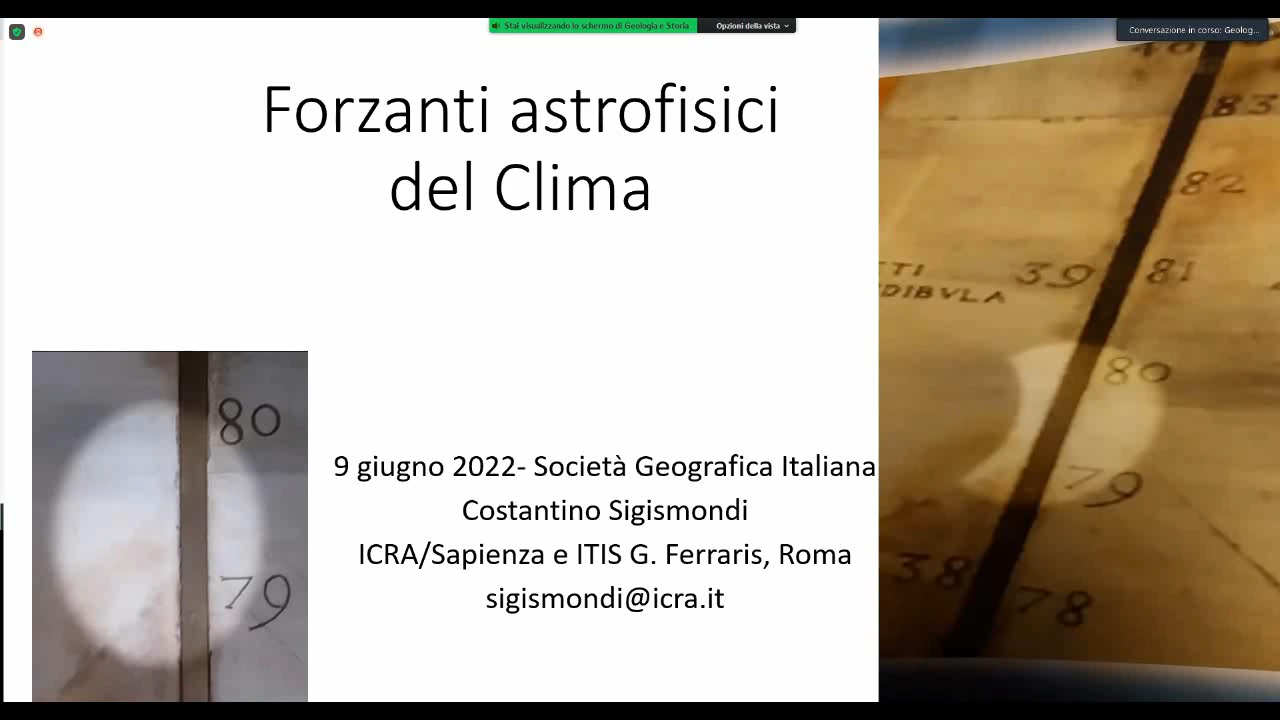 Stai visualizzando lo schermo di Geologia e Storia
Opzioni della vista
Conversazione in corso: Geolog...
Forzanti astrofisici
del Clima
80
79
9 giugno 2022- Società Geografica Italiana
Costantino Sigismondi
ICRA/Sapienza e ITIS G. Ferraris, Roma
sigismondi@icra.it
83
82
TTI
39 81
DIBVLA
80
79
38
78